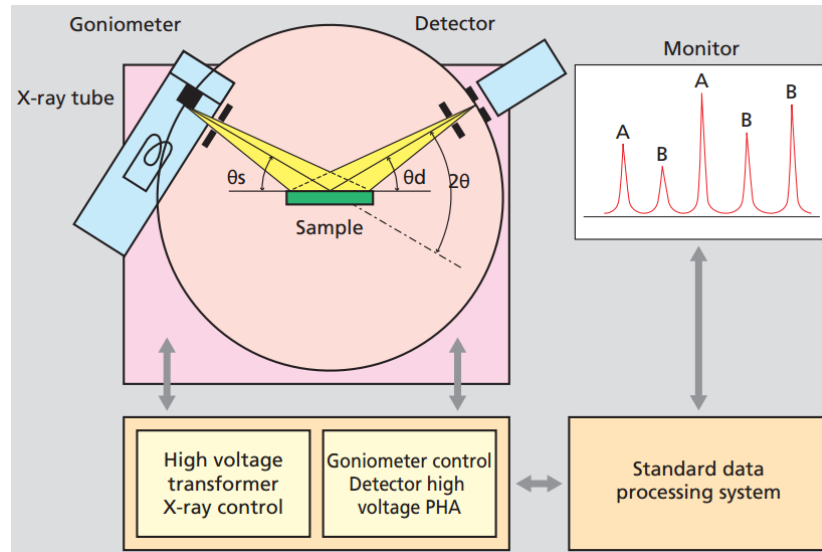 Goniometer
Detector
Monitor
X-ray tube
A
B
A
B
B
θs
θd
2θ
Sample
High voltage
transformer
X-ray control
Goniometer control
Detector high
voltage PHA
Standard data
processing system